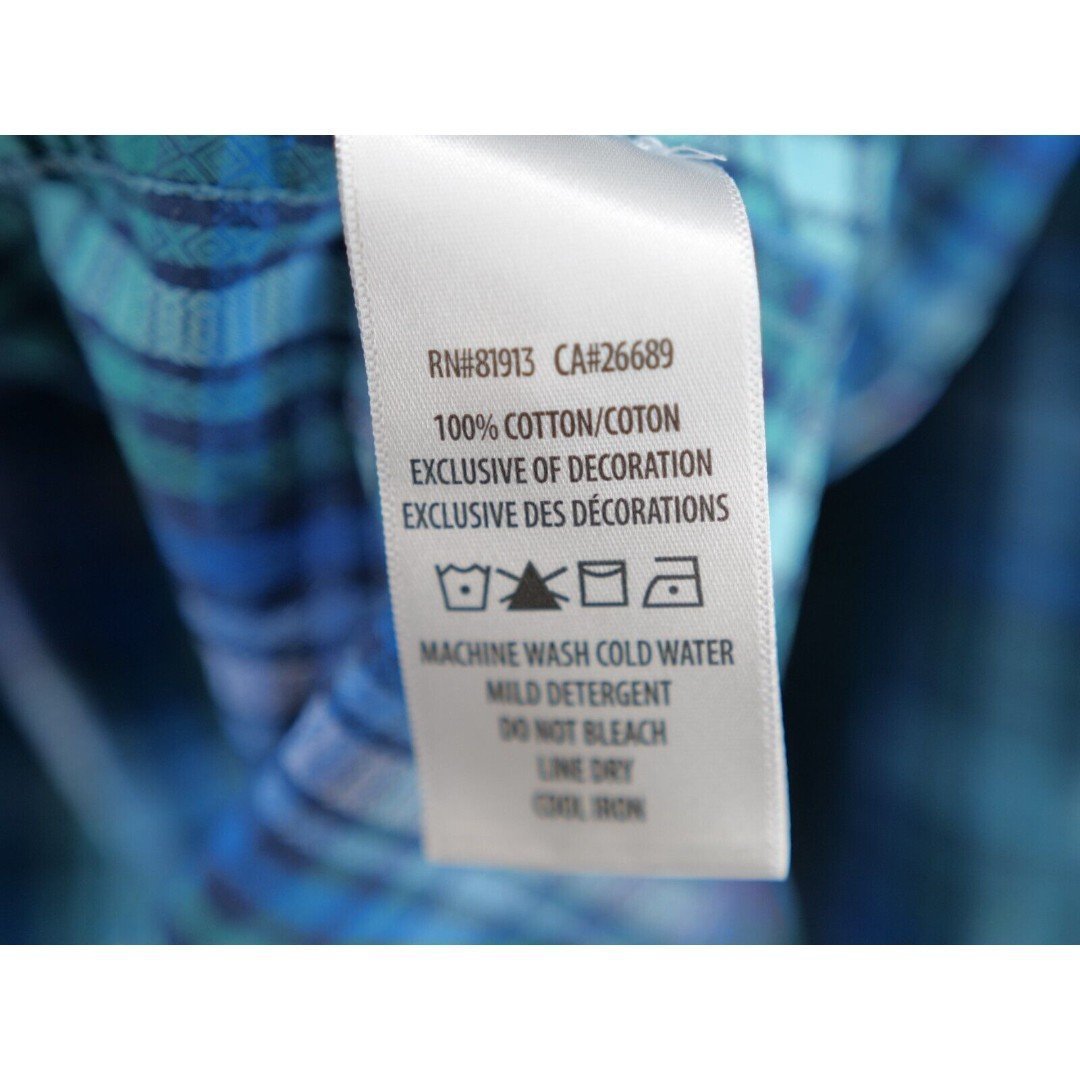 RN#81913 CA#26689
100% COTTON/COTON
EXCLUSIVE OF DECORATION
EXCLUSIVE DES DÉCORATIONS
MACHINE WASH COLD WATER
MILD DETERGENT
DO NOT BLEACH
LINE DRY
COOL IRON